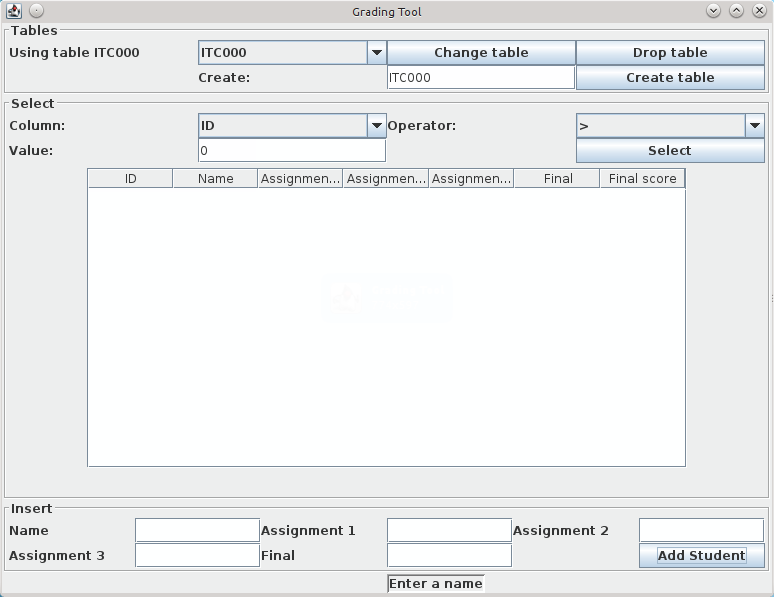 Grading Tool
Tables
Using table ITC000 ITC000 Change table Drop table
Create: ITC000 Create table
Select
Column: ID Operator: >
Value: 0 Select
ID Name Assignmen... Assignmen... Assignmen... Final Final score
Insert
Name Assignment 1 Assignment 2
Assignment 3 Final Add Student
Enter a name